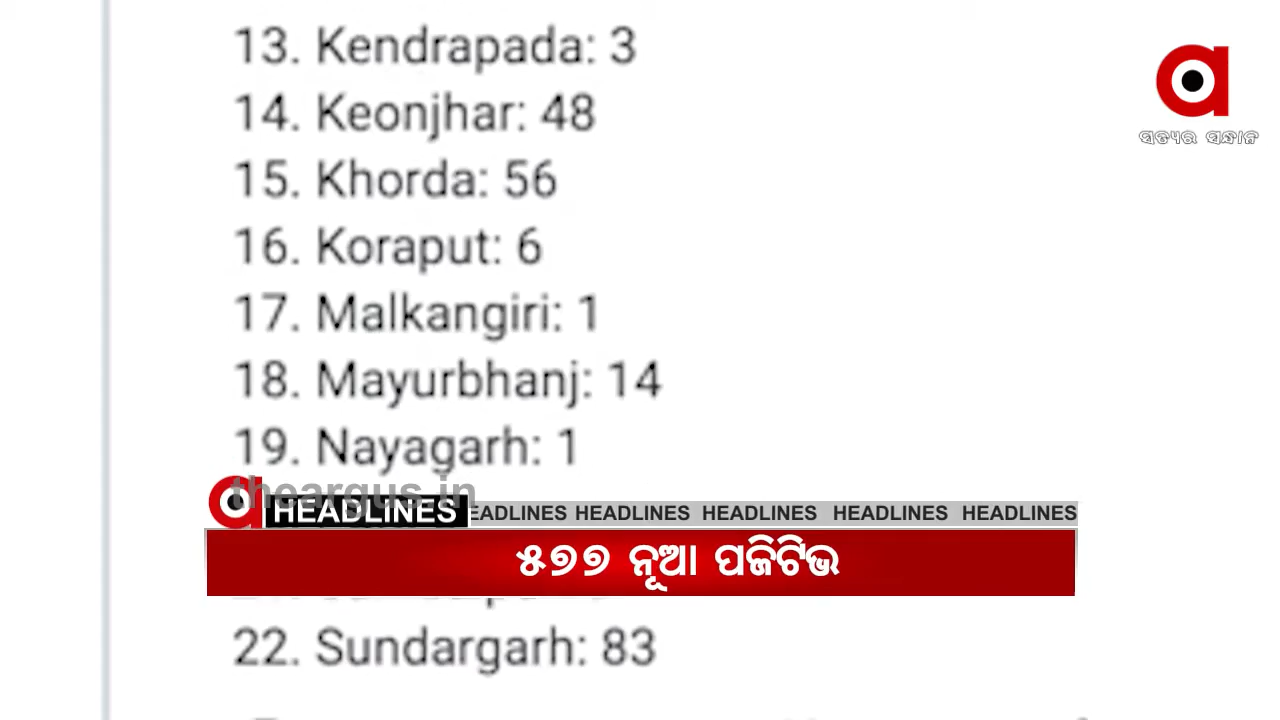 13. Kendrapada: 3
14. Keonjhar: 48
ସତ୍ୟର ସନ୍ଧାନ
15. Khorda: 56
16. Koraput: 6
17. Malkangiri: 1
18. Mayurbhanj: 14
19. Nayagarh: 1
theargus.in
HEADLINES EADLINES HEADLINES HEADLINES HEADLINES HEADLINES
୫୭୭ ନୂଆ ପଜିଟିଭ
22. Sundargarh: 83